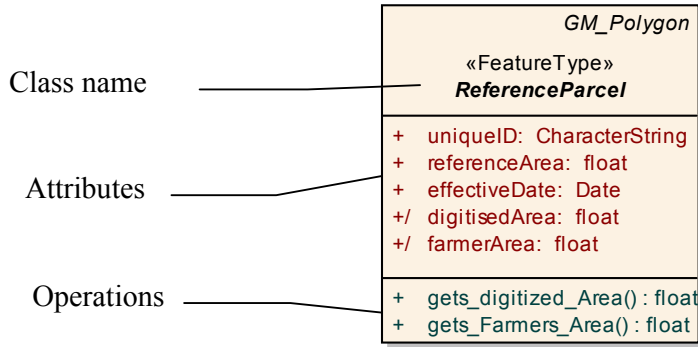 GM_Polygon
«FeatureType»
Class name
ReferenceParcel
+ uniqueID: CharacterString
+ referenceArea: float
Attributes
+ effectiveDate: Date
+/ digitisedArea: float
+/ farmerArea: float
Operations
+ gets_digitized_Area() : float
+ gets_Farmers_Area() : float